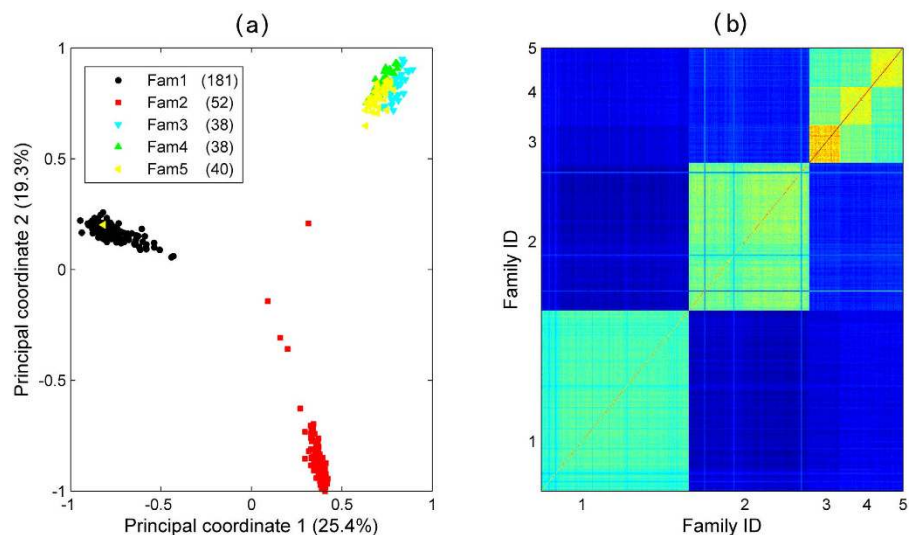 (a)
1
0.5
0
-0.5
-1
Principal coordinate 2 (19.3%)
Fam1 (181)
Fam2 (52)
Fam3 (38)
Fam4 (38)
Fam5 (40)
-1 -0.5 0 0.5 1
Principal coordinate 1 (25.4%)
(b)
5
4
3
2
1
Family ID
1 2 3 4 5
Family ID